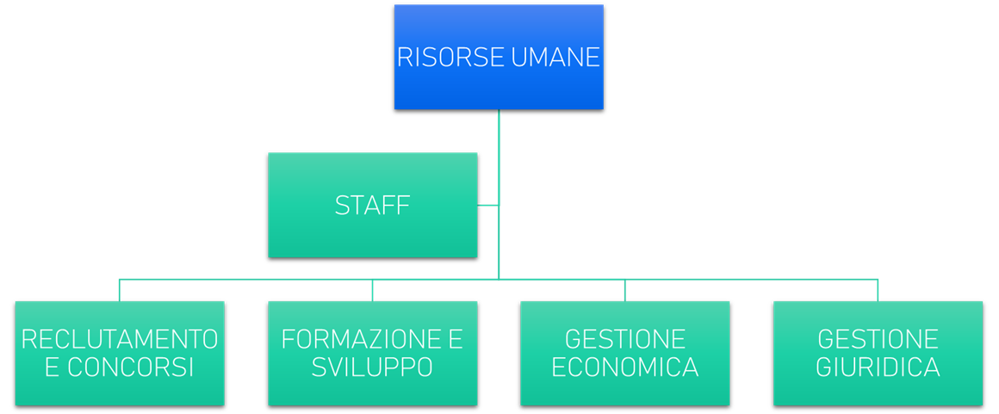 RISORSE UMANE
STAFF
RECLUTAMENTO
E CONCORSI
FORMAZIONE E
SVILUPPO
GESTIONE
ECONOMICA
GESTIONE
GIURIDICA